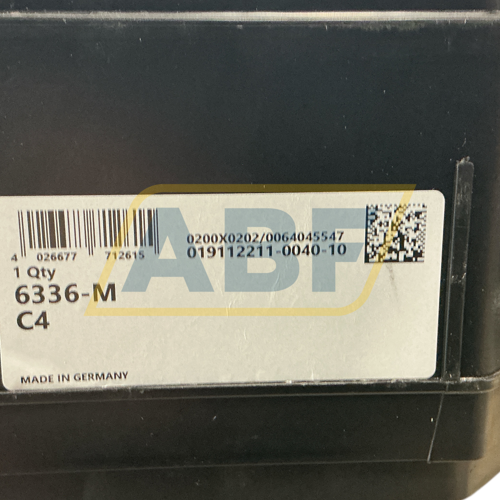 ABF
4 026677 712615
0200X0202/0064045547
019112211-0040-10
1 Qty
6336-M
C4
MADE IN GERMANY